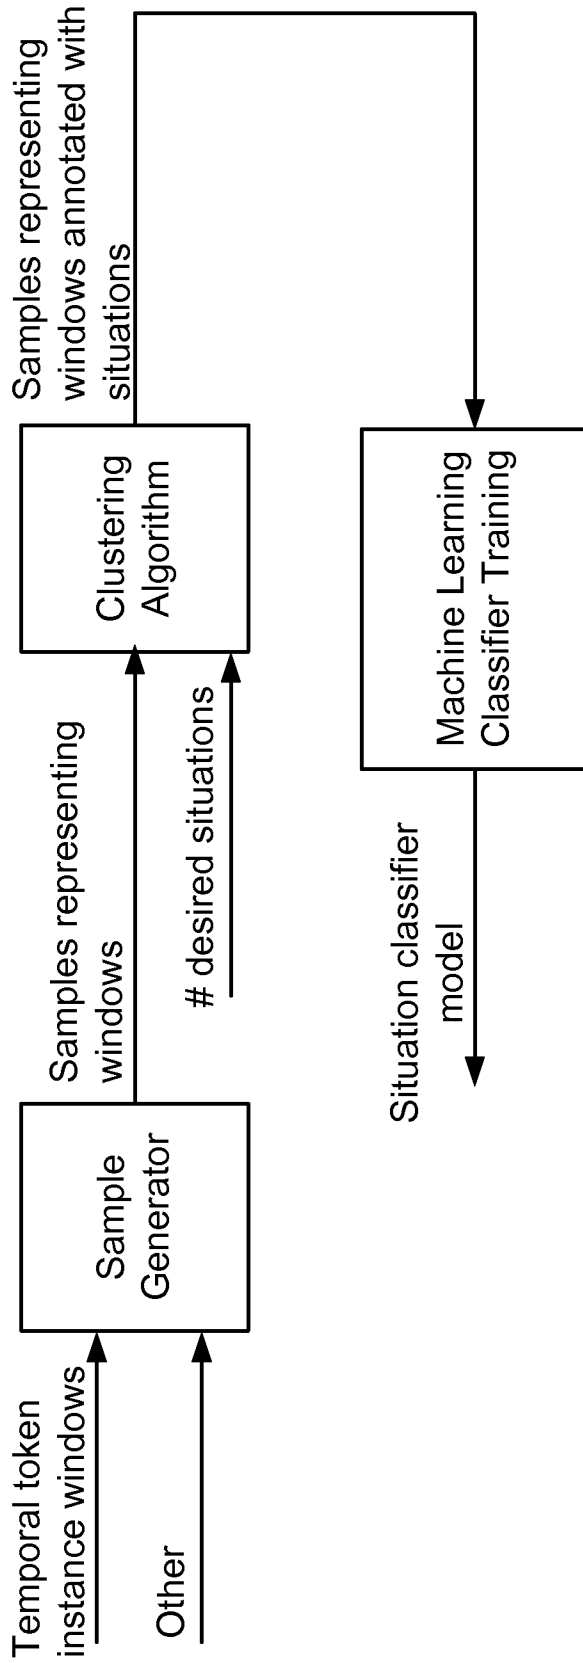 Temporal token
instance windows
Other
Sample
Generator
Samples representing
windows
# desired situations
Clustering
Algorithm
Samples representing
windows annotated with
situations
Machine Learning
Classifier Training
Situation classifier
model